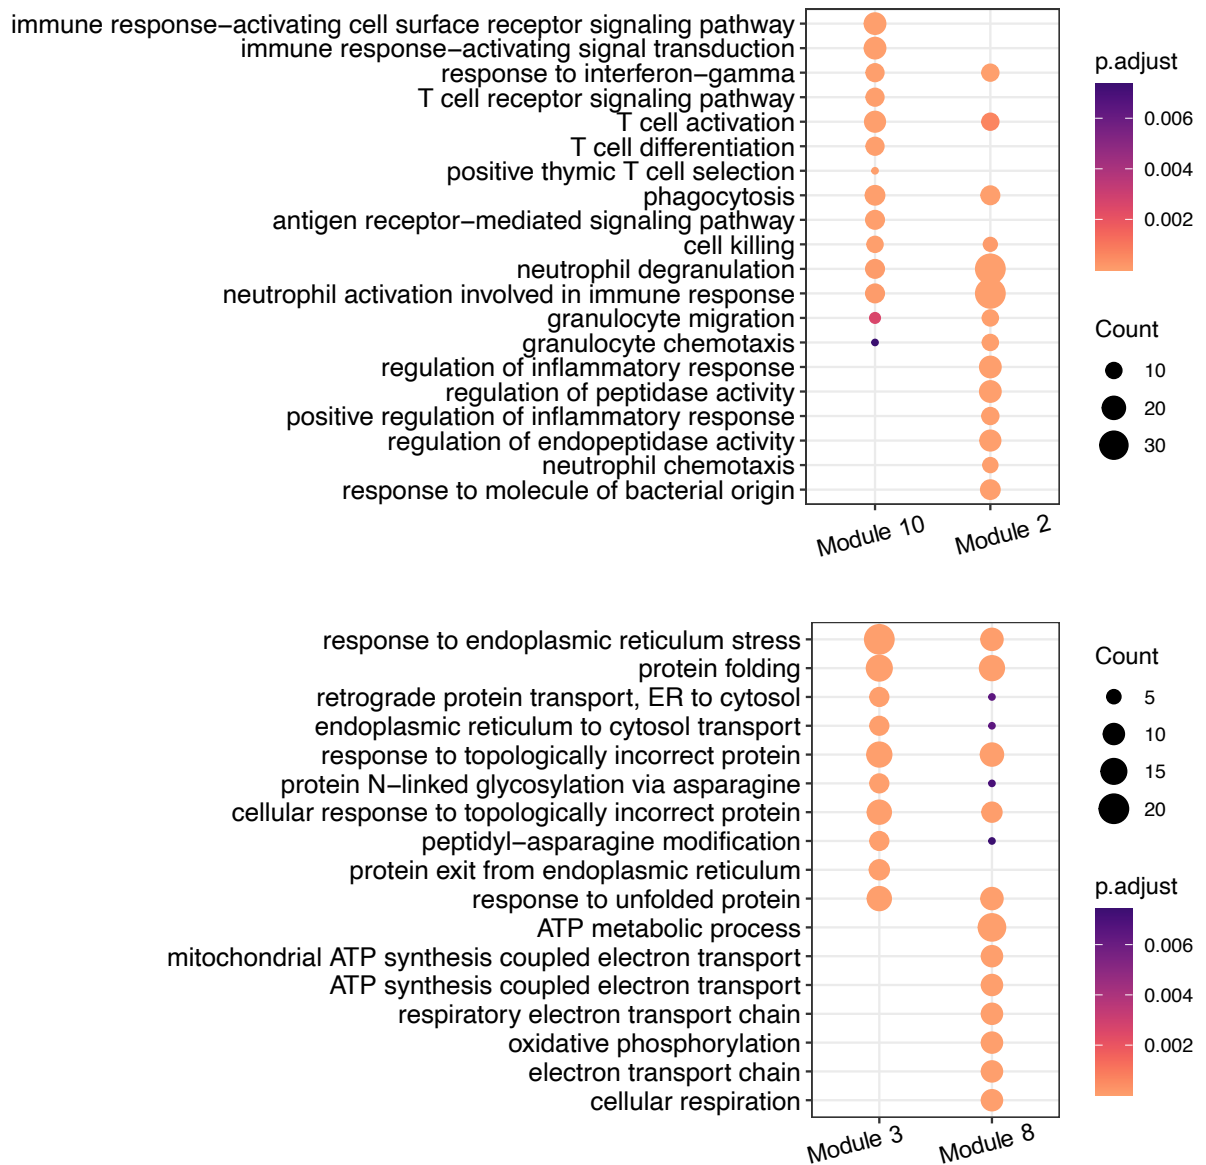 immune response−activating cell surface receptor signaling pathway
immune response−activating signal transduction
response to interferon−gamma
T cell receptor signaling pathway
T cell activation
T cell differentiation
positive thymic T cell selection
phagocytosis
antigen receptor−mediated signaling pathway
cell killing
neutrophil degranulation
neutrophil activation involved in immune response
granulocyte migration
granulocyte chemotaxis
regulation of inflammatory response
regulation of peptidase activity
positive regulation of inflammatory response
regulation of endopeptidase activity
neutrophil chemotaxis
response to molecule of bacterial origin
Module 10
Module 2
p.adjust
0.006
0.004
0.002
Count
10
20
30
response to endoplasmic reticulum stress
protein folding
retrograde protein transport, ER to cytosol
endoplasmic reticulum to cytosol transport
response to topologically incorrect protein
protein N−linked glycosylation via asparagine
cellular response to topologically incorrect protein
peptidyl−asparagine modification
protein exit from endoplasmic reticulum
response to unfolded protein
ATP metabolic process
mitochondrial ATP synthesis coupled electron transport
ATP synthesis coupled electron transport
respiratory electron transport chain
oxidative phosphorylation
electron transport chain
cellular respiration
Module 3
Module 8
Count
5
10
15
20
p.adjust
0.006
0.004
0.002